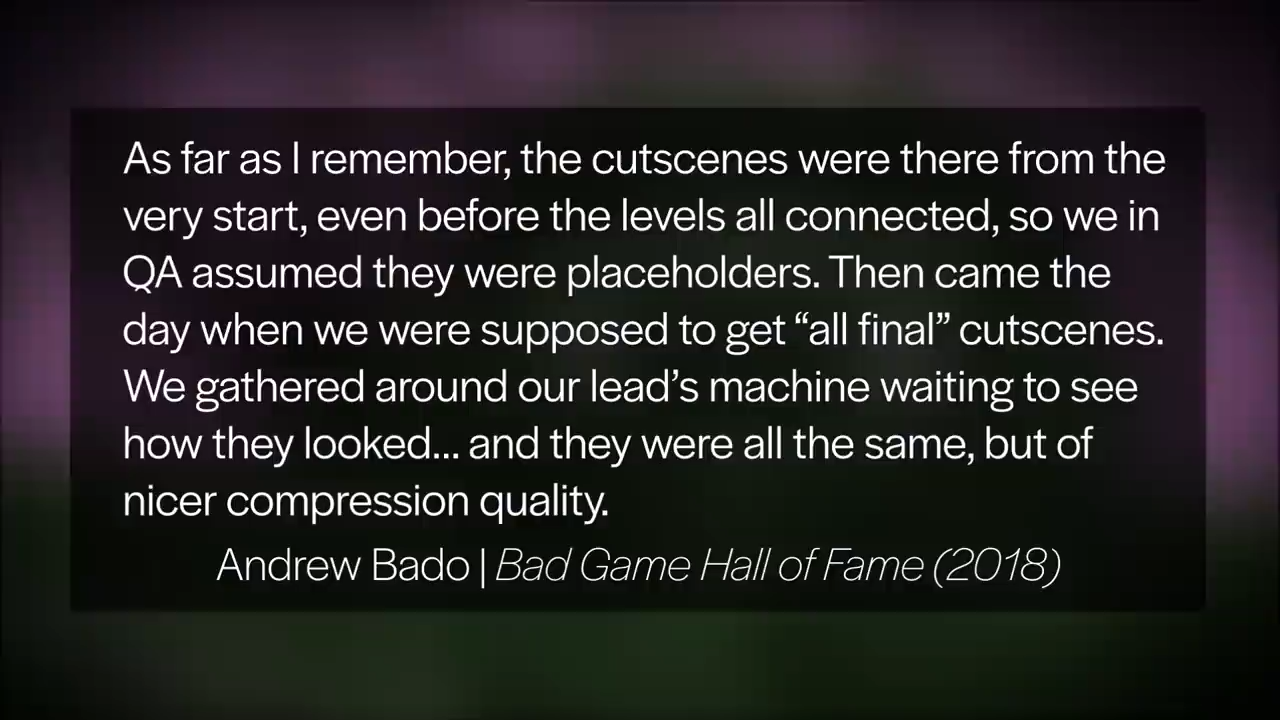 As far as I remember, the cutscenes were there from the
very start, even before the levels all connected, so we in
QA assumed they were placeholders. Then came the
day when we were supposed to get “all final” cutscenes.
We gathered around our lead’s machine waiting to see
how they looked... and they were all the same, but of
nicer compression quality.
Andrew Bado | Bad Game Hall of Fame (2018)